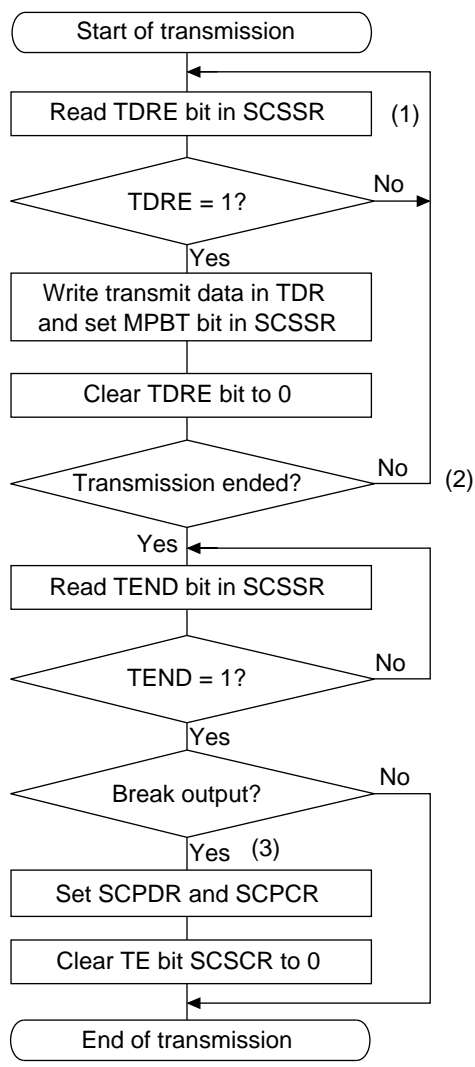 Start of transmission
Read TDRE bit in SCSSR
(1)
No
TDRE = 1?
Yes
Write transmit data in TDR
and set MPBT bit in SCSSR
Clear TDRE bit to 0
No
Transmission ended?
(2)
Yes
Read TEND bit in SCSSR
No
TEND = 1?
Yes
No
Break output?
Yes
(3)
Set SCPDR and SCPCR
Clear TE bit SCSCR to 0
End of transmission